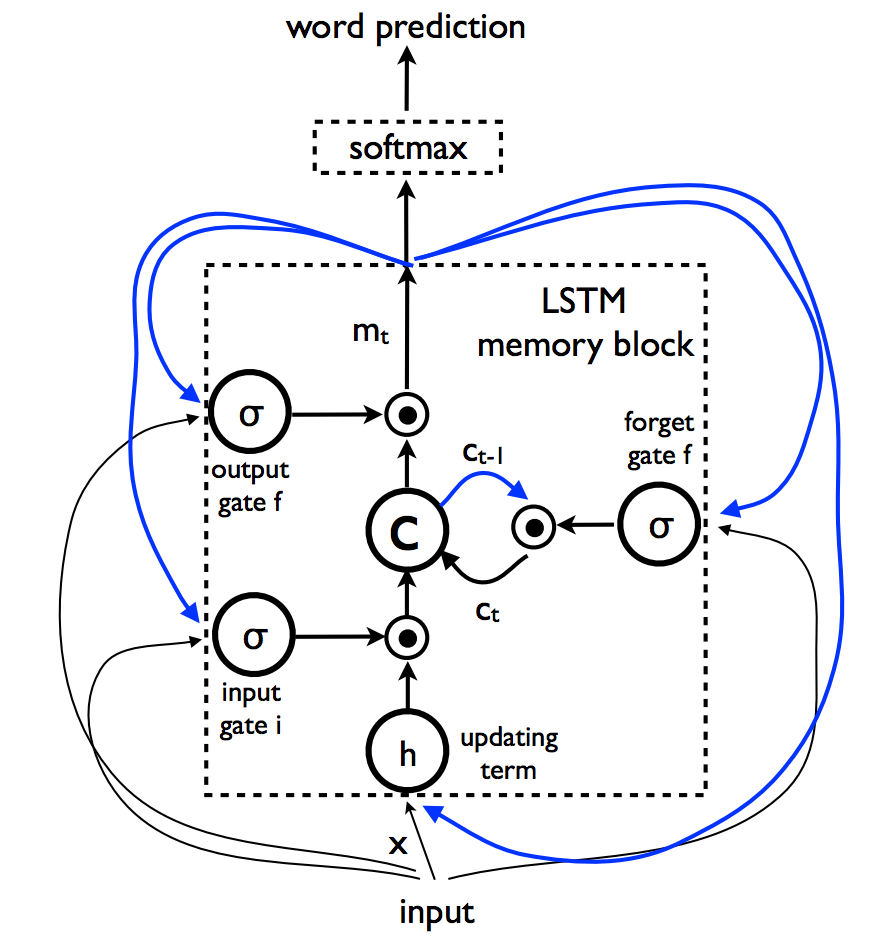 word prediction
softmax
LSTM
memory block
mt
σ
output
gate f
forget
gate f
ct-1
σ
c
ct
σ
input
gate i
h
updating
term
x
input